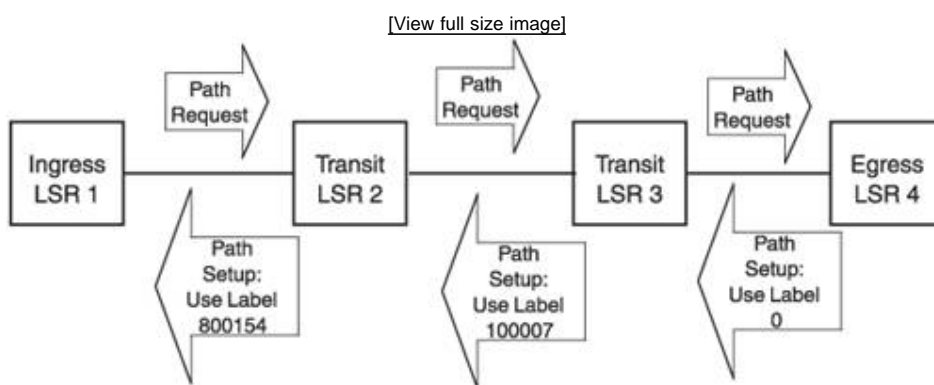 [View full size image]
Path
Request
Path
Request
Path
Request
Ingress
LSR 1
Transit
LSR 2
Transit
LSR 3
Egress
LSR 4
Path
Setup:
Use Label
800154
Path
Setup:
Use Label
100007
Path
Setup:
Use Label
0